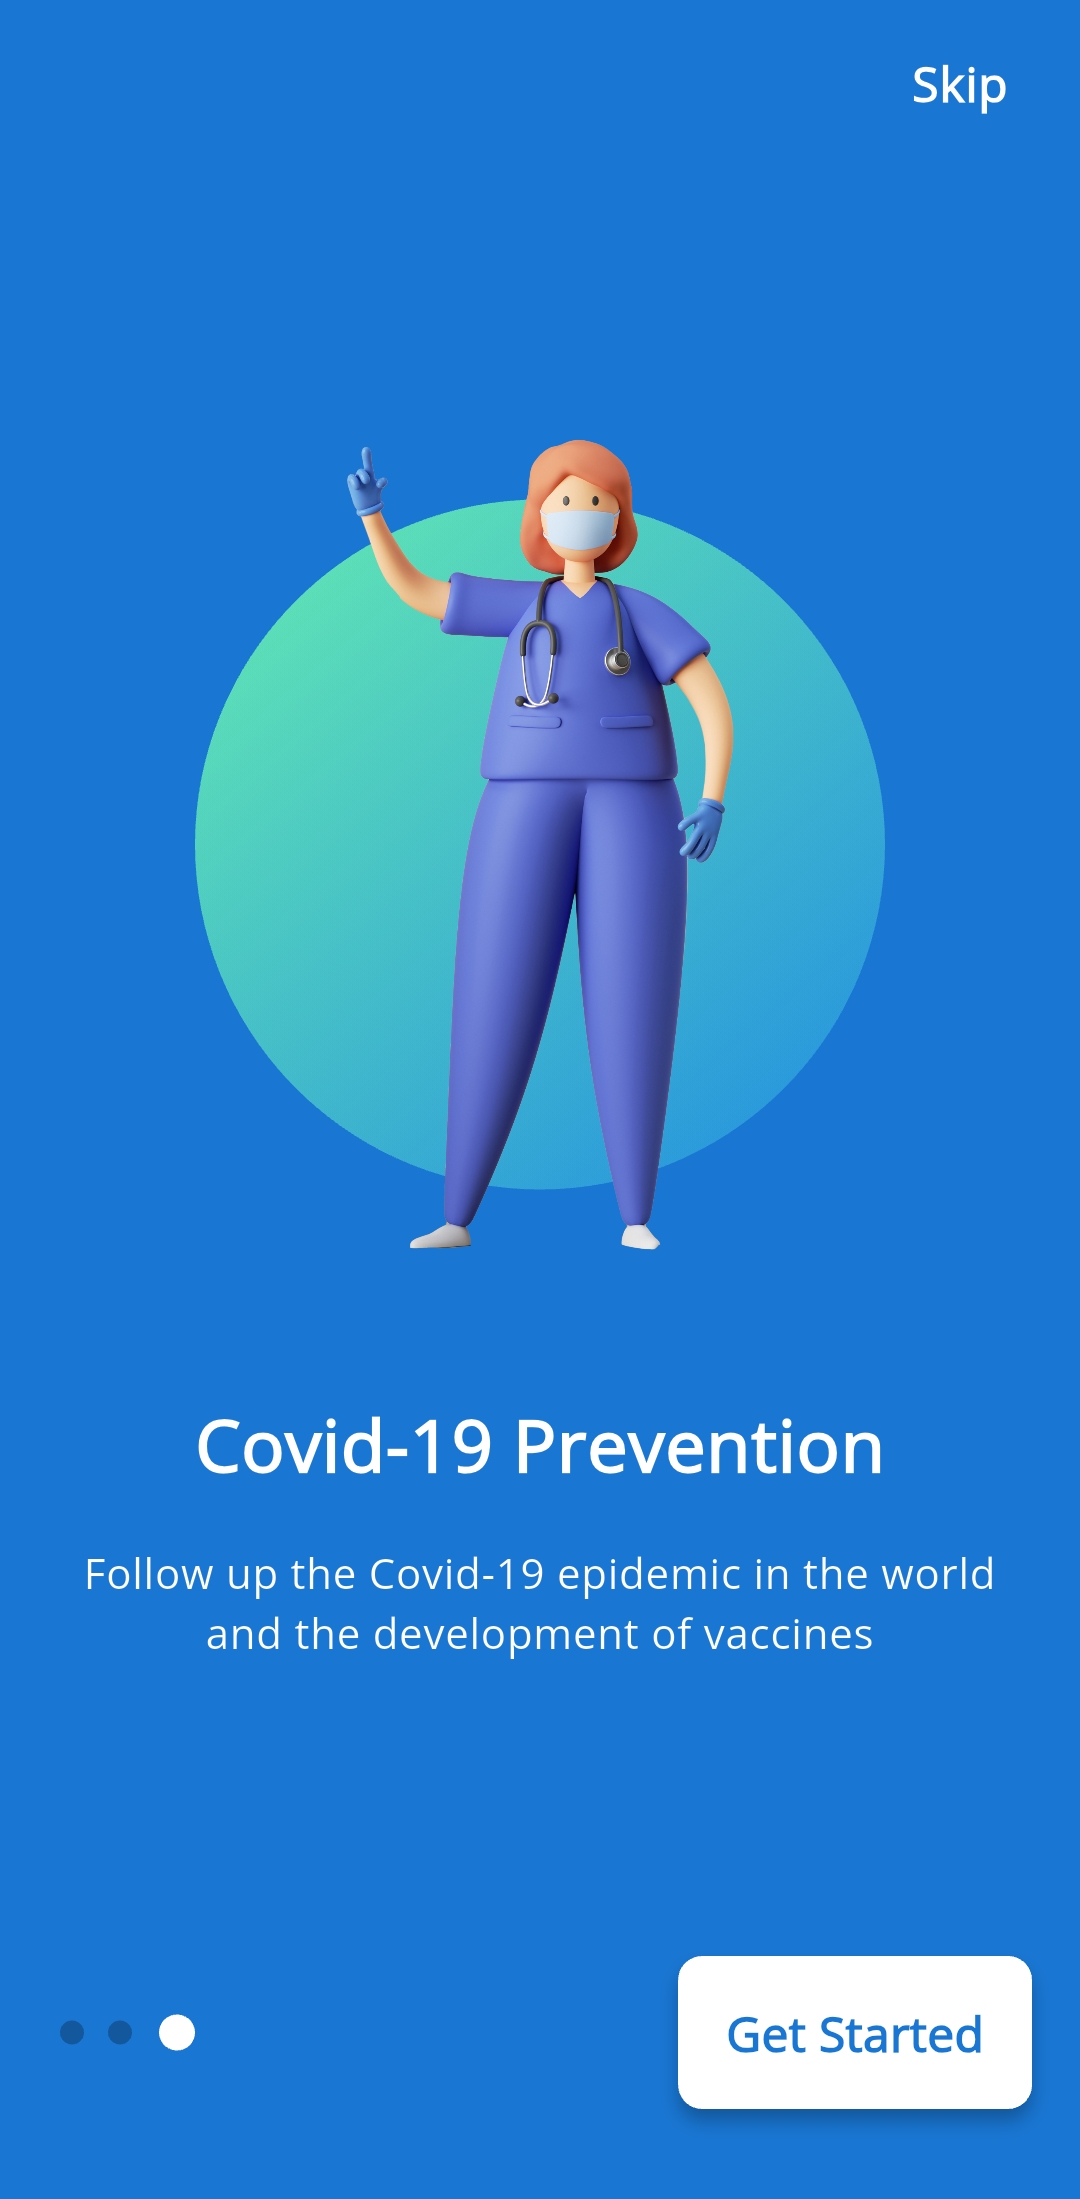 Skip
Covid-19 Prevention
Follow up the Covid-19 epidemic in the world
and the development of vaccines
Get Started